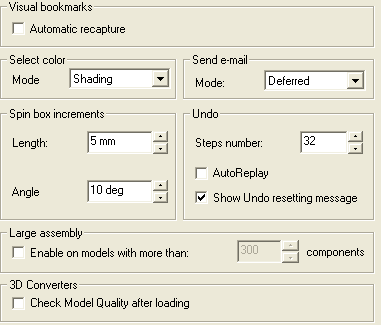 Visual bookmarks
Automatic recapture
Select color
Mode Shading
Send e-mail
Mode: Deferred
Spin box increments
Length: 5 mm
Angle 10 deg
Undo
Steps number: 32
AutoReplay
Show Undo resetting message
Large assembly
Enable on models with more than: 300 components
3D Converters
Check Model Quality after loading